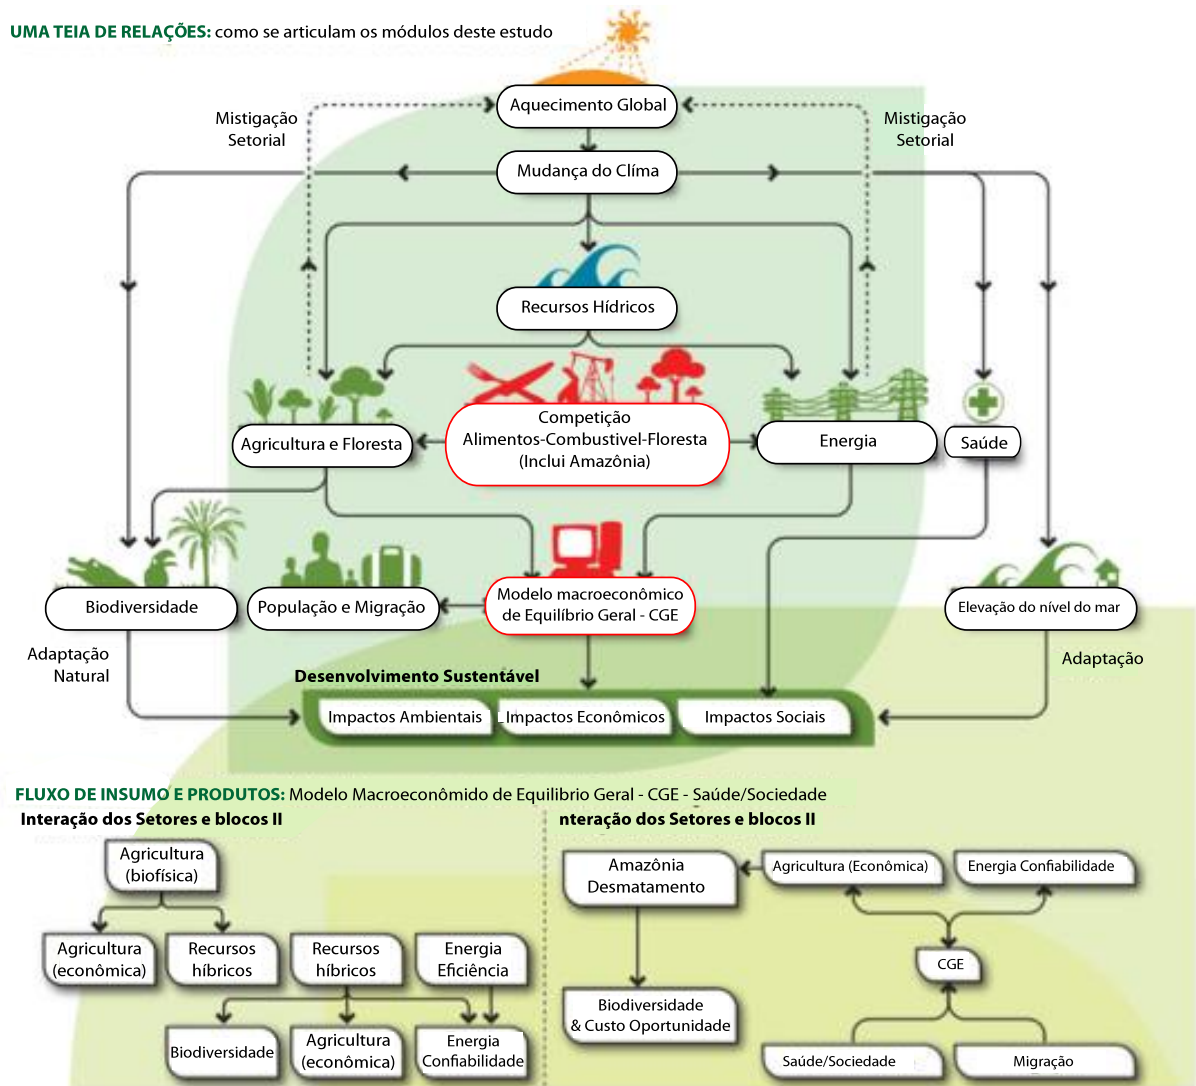 UMA TEIA DE RELAÇÕES: como se articulam os módulos deste estudo
Aquecimento Global
Mistigação
Setorial
Mistigação
Setorial
Mudança do Clíma
Recursos Hídricos
Competição
Alimentos-Combustivel-Floresta
(Inclui Amazônia)
Agricultura e Floresta
Energia
Saúde
Biodiversidade
População e Migração
Modelo macroeconômico
de Equilíbrio Geral - CGE
Elevação do nível do mar
Adaptação
Natural
Adaptação
Desenvolvimento Sustentável
Impactos Ambientais
Impactos Econômicos
Impactos Sociais
FLUXO DE INSUMO E PRODUTOS: Modelo Macroeconômido de Equilibrio Geral - CGE - Saúde/Sociedade
Interação dos Setores e blocos II
Agricultura
(biofísica)
Agricultura
(econômica)
Recursos
híbricos
Recursos
híbricos
Energia
Eficiência
Biodiversidade
Agricultura
(econômica)
Energia
Confiabilidade
nteração dos Setores e blocos II
Amazônia
Desmatamento
Agricultura (Econômica)
Energia Confiabilidade
CGE
Biodiversidade
& Custo Oportunidade
Saúde/Sociedade
Migração